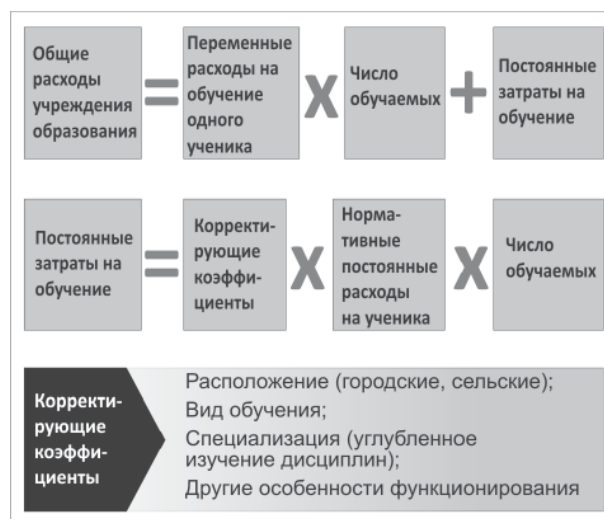 Общие
расходы
учреждения
образования
=
Переменные
расходы на
обучение
одного
ученика
X
Число
обучаемых
+
Постоянные
затраты на
обучение
Постоянные
затраты на
обучение
=
Корректи-
рующие
коэффи-
циенты
X
Норма-
тивные
постоянные
расходы
на ученика
X
Число
обучаемых
Корректи-
рующие
коэффи-
циенты
Расположение (городские, сельские);
Вид обучения;
Специализация (углубленное
изучение дисциплин);
Другие особенности функционирования